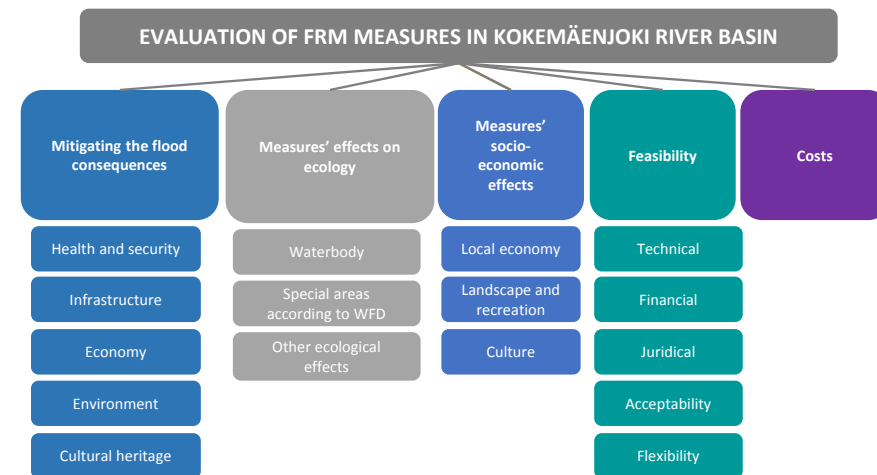 EVALUATION OF FRM MEASURES IN KOKEMÄENJOKI RIVER BASIN
Mitigating the flood
consequences
Health and security
Infrastructure
Economy
Environment
Cultural heritage
Measures' effects on
ecology
Waterbody
Special areas
according to WFD
Other ecological
effects
Measures'
socio-
economic
effects
Local economy
Landscape and
recreation
Culture
Feasibility
Technical
Financial
Juridical
Acceptability
Flexibility
Costs